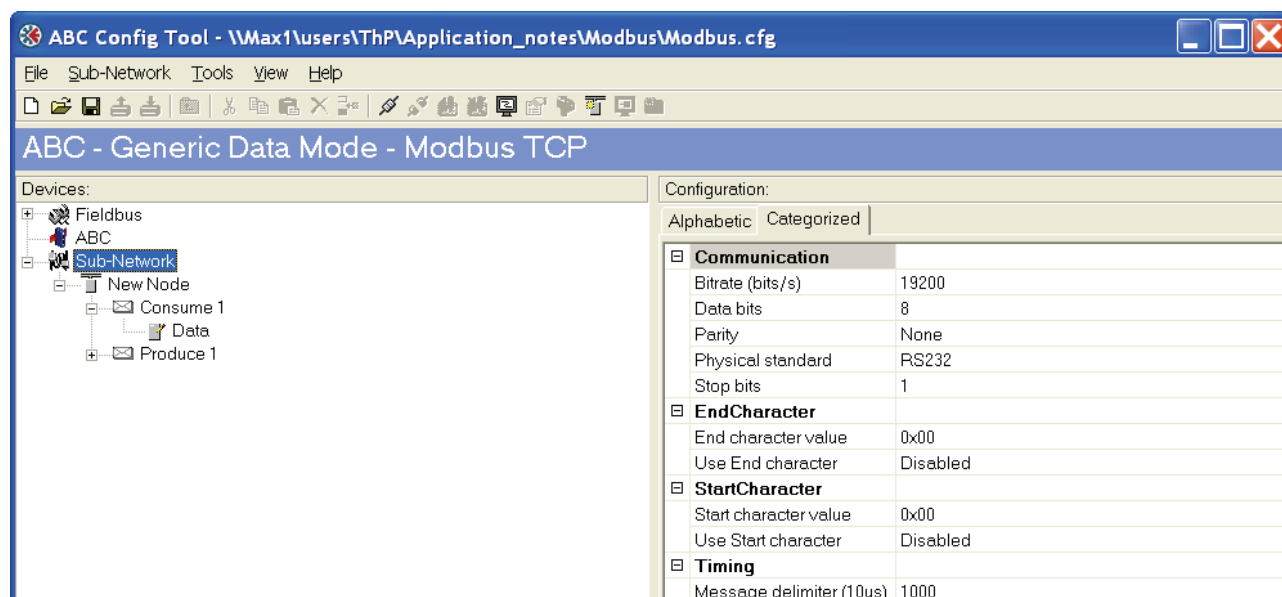 ABC Config Tool - \\Max1\users\ThP\Application_notes\Modbus\Modbus.cfg
File Sub-Network Tools View Help
ABC - Generic Data Mode - Modbus TCP
Devices:
Fieldbus
ABC
Sub-Network
New Node
Consume 1
Data
Produce 1
Configuration:
Alphabetic Categorized
Communication
Bitrate (bits/s) 19200
Data bits 8
Parity None
Physical standard RS232
Stop bits 1
EndCharacter
End character value 0x00
Use End character Disabled
StartCharacter
Start character value 0x00
Use Start character Disabled
Timing
Message delimiter (10us) 1000